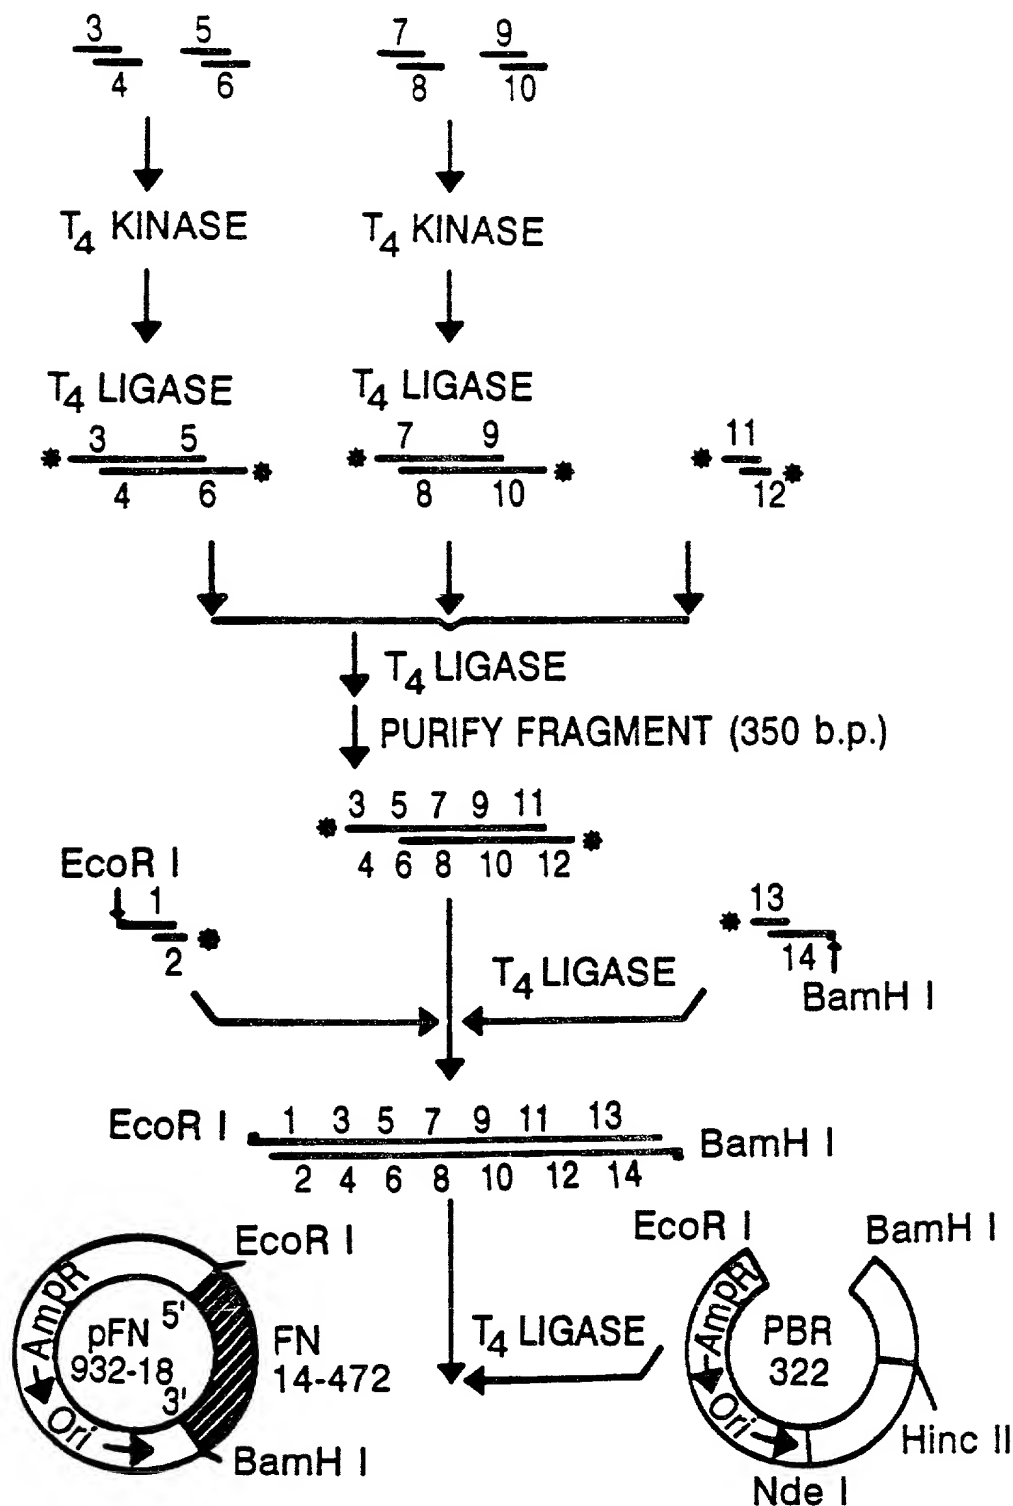 3 5 7 9
4 6 8 10
T4 KINASE T4 KINASE
T4 LIGASE T4 LIGASE
* 3 5 * 7 9 * 11
4 6 * 8 10 * 12 *
T4 LIGASE
PURIFY FRAGMENT (350 b.p.)
* 3 5 7 9 11
4 6 8 10 12 *
EcoR I
1 * 13
2 * 14
T4 LIGASE
BamH I
EcoR I 1 3 5 7 9 11 13
2 4 6 8 10 12 14 BamH I
EcoR I
AmpR
5'
pFN
932-18
3'
Ori
FN
14-472
BamH I
T4 LIGASE
EcoR I
BamH I
AmpR
PBR
322
Ori
Hinc II
Nde I